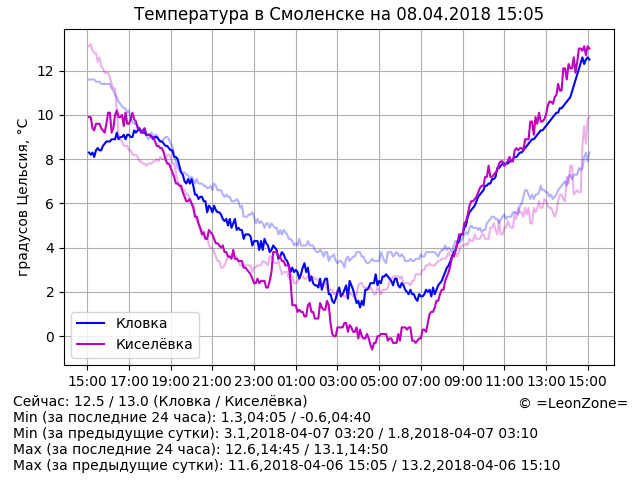 Температура в Смоленске на 08.04.2018 15:05
градусов Цельсия, °C
12
10
8
6
4
2
0
Кловка
Киселёвка
15:00 17:00 19:00 21:00 23:00 01:00 03:00 05:00 07:00 09:00 11:00 13:00 15:00
Сейчас: 12.5 / 13.0 (Кловка / Киселёвка)
© =LeonZone=
Min (за последние 24 часа): 1.3,04:05 / -0.6,04:40
Min (за предыдущие сутки): 3.1,2018-04-07 03:20 / 1.8,2018-04-07 03:10
Max (за последние 24 часа): 12.6,14:45 / 13.1,14:50
Max (за предыдущие сутки): 11.6,2018-04-06 15:05 / 13.2,2018-04-06 15:10